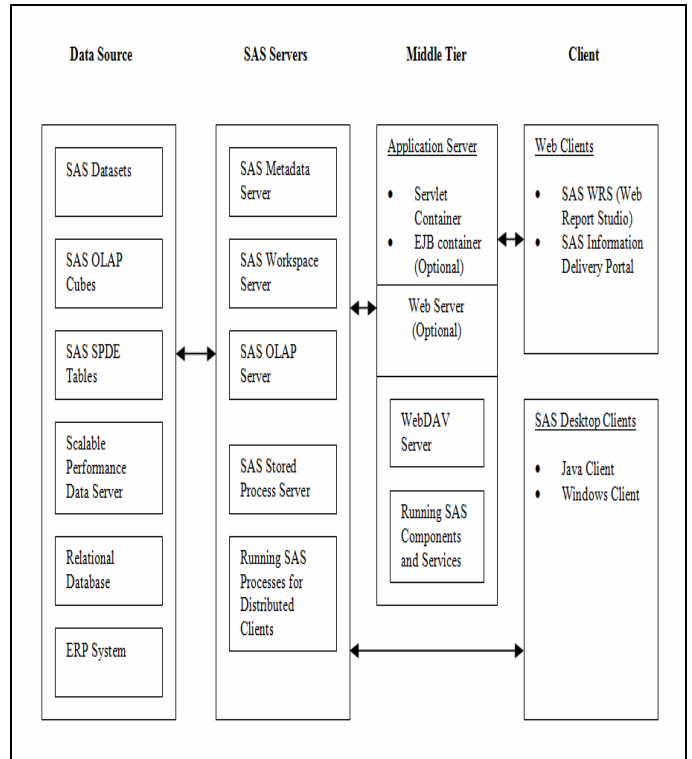 Data Source
SAS Servers
Middle Tier
Client
SAS Datasets
SAS OLAP
Cubes
SAS SPDE
Tables
Scalable
Performance
Data Server
Relational
Database
ERP System
SAS Metadata
Server
SAS Workspace
Server
SAS OLAP
Server
SAS Stored
Process Server
Running SAS
Processes for
Distributed
Clients
Application Server
• Servlet
Container
• EJB container
(Optional)
Web Server
(Optional)
WebDAV
Server
Running SAS
Components
and Services
Web Clients
• SAS WRS (Web
Report Studio)
• SAS Information
Delivery Portal
SAS Desktop Clients
• Java Client
• Windows Client